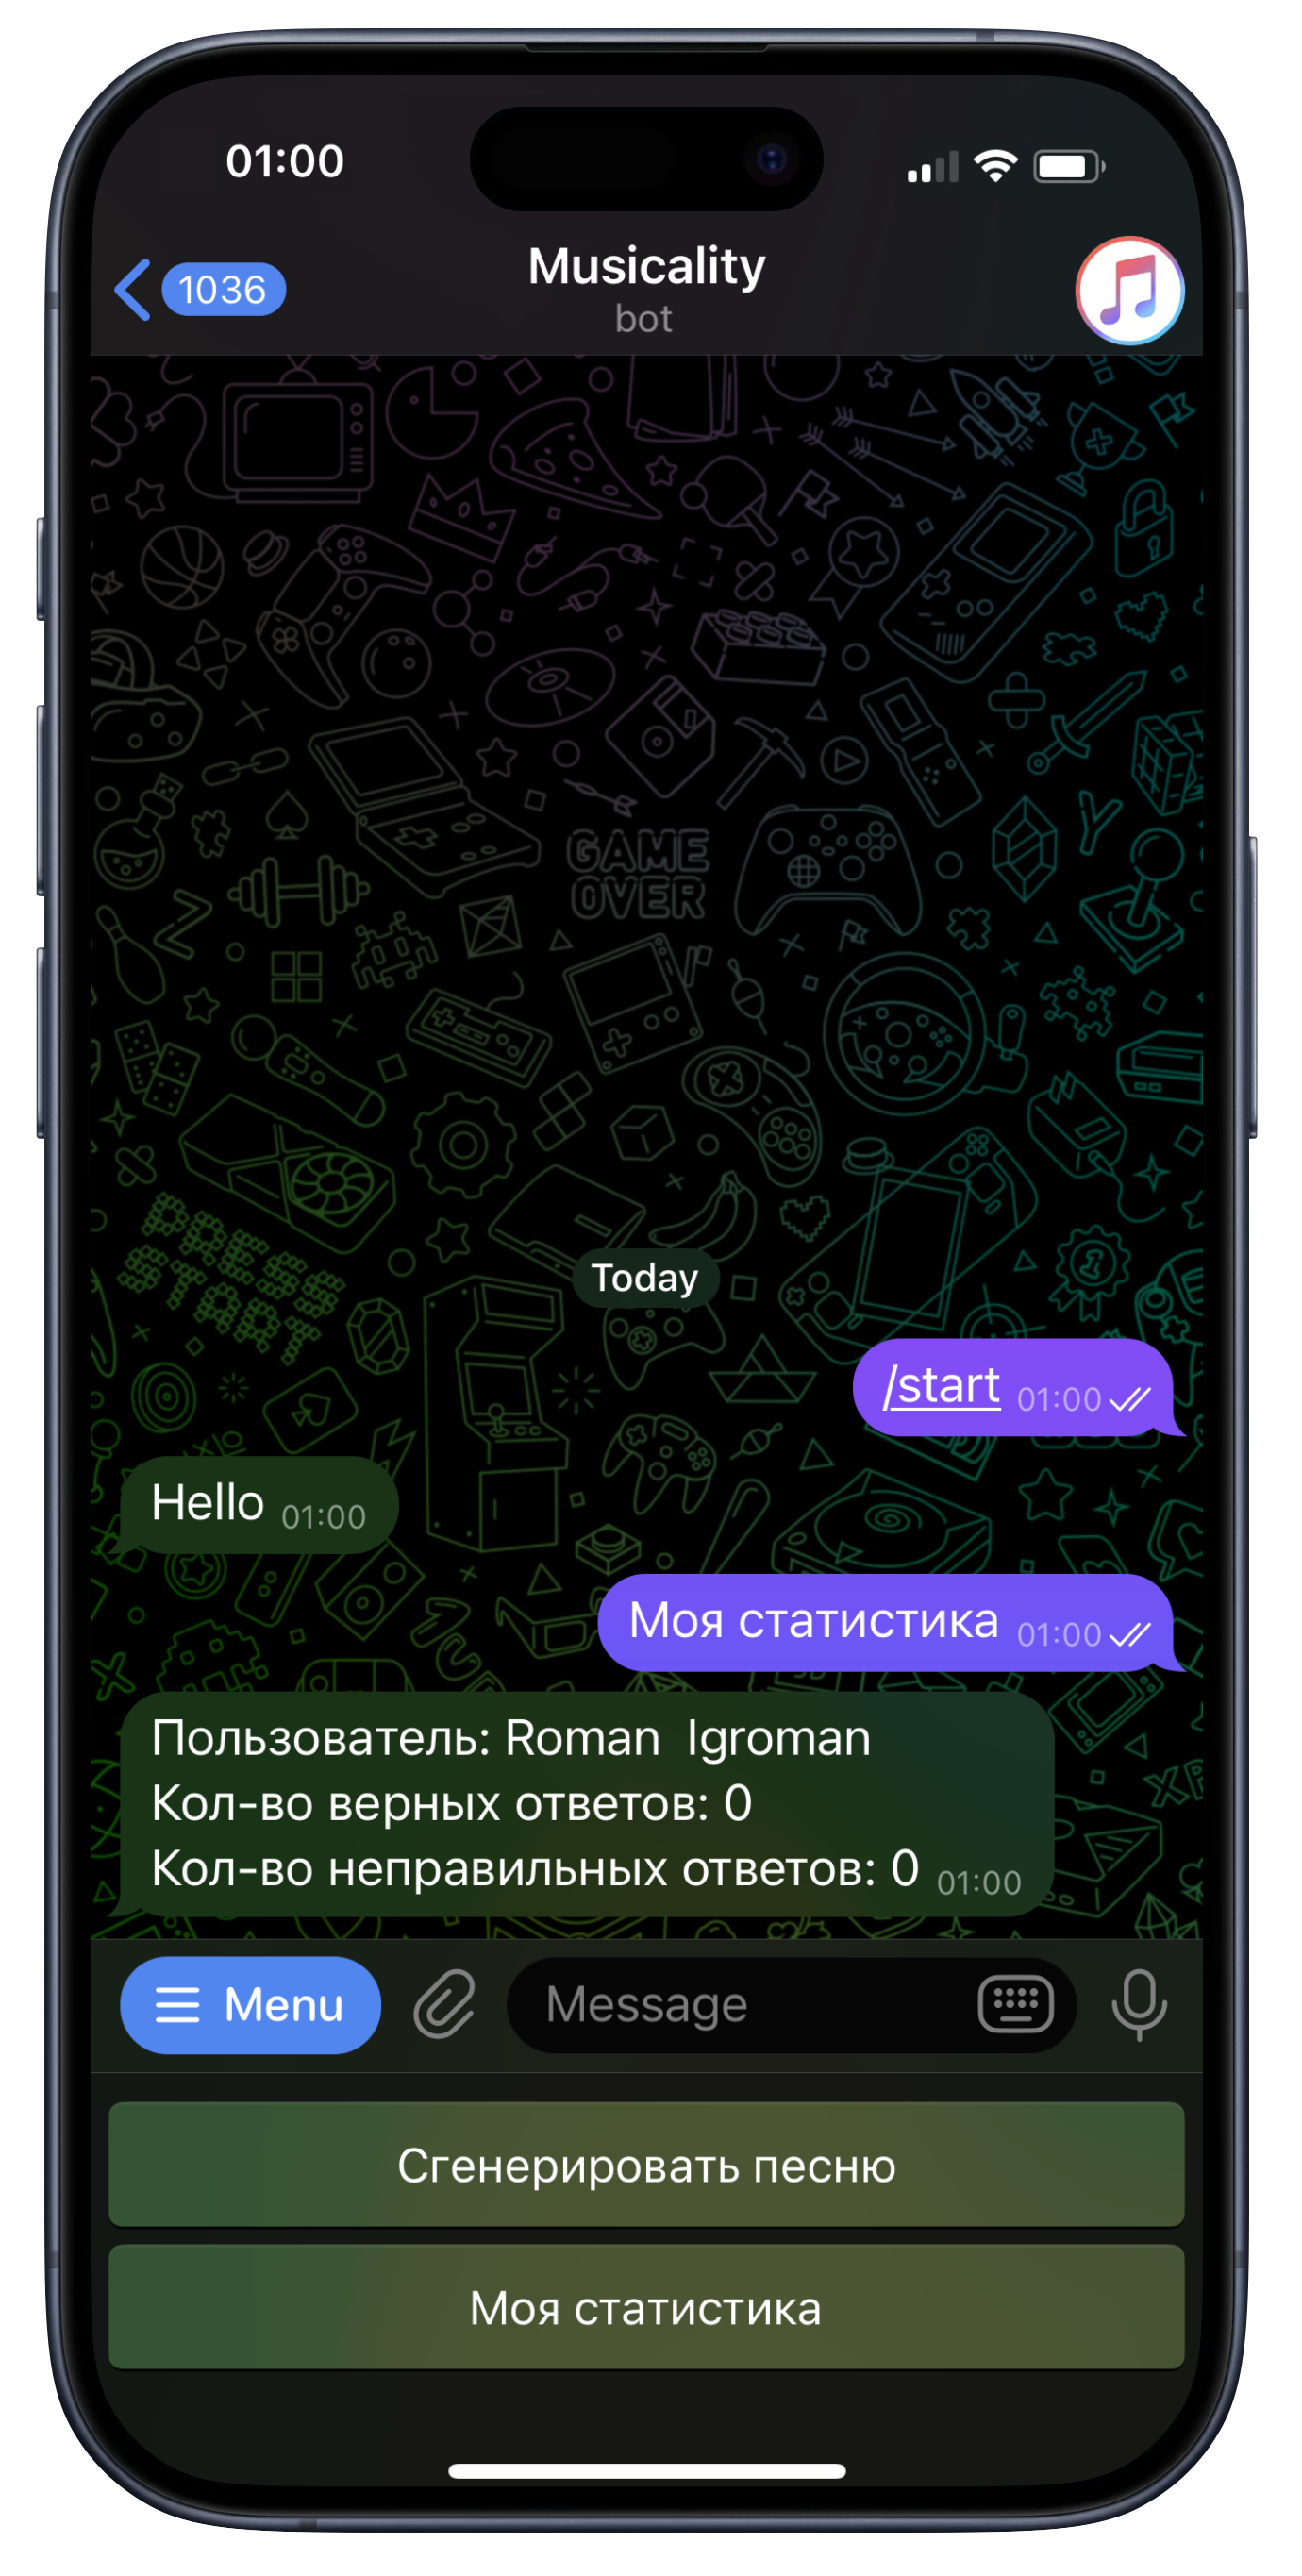 01:00
1036
Musicality
bot
GAME
OVER
PRESS
START
Today
/start 01:00
Hello 01:00
Моя статистика 01:00
Пользователь: Roman  Igroman
Кол-во верных ответов: 0
Кол-во неправильных ответов: 0 01:00
Menu
Message
Сгенерировать песню
Моя статистика